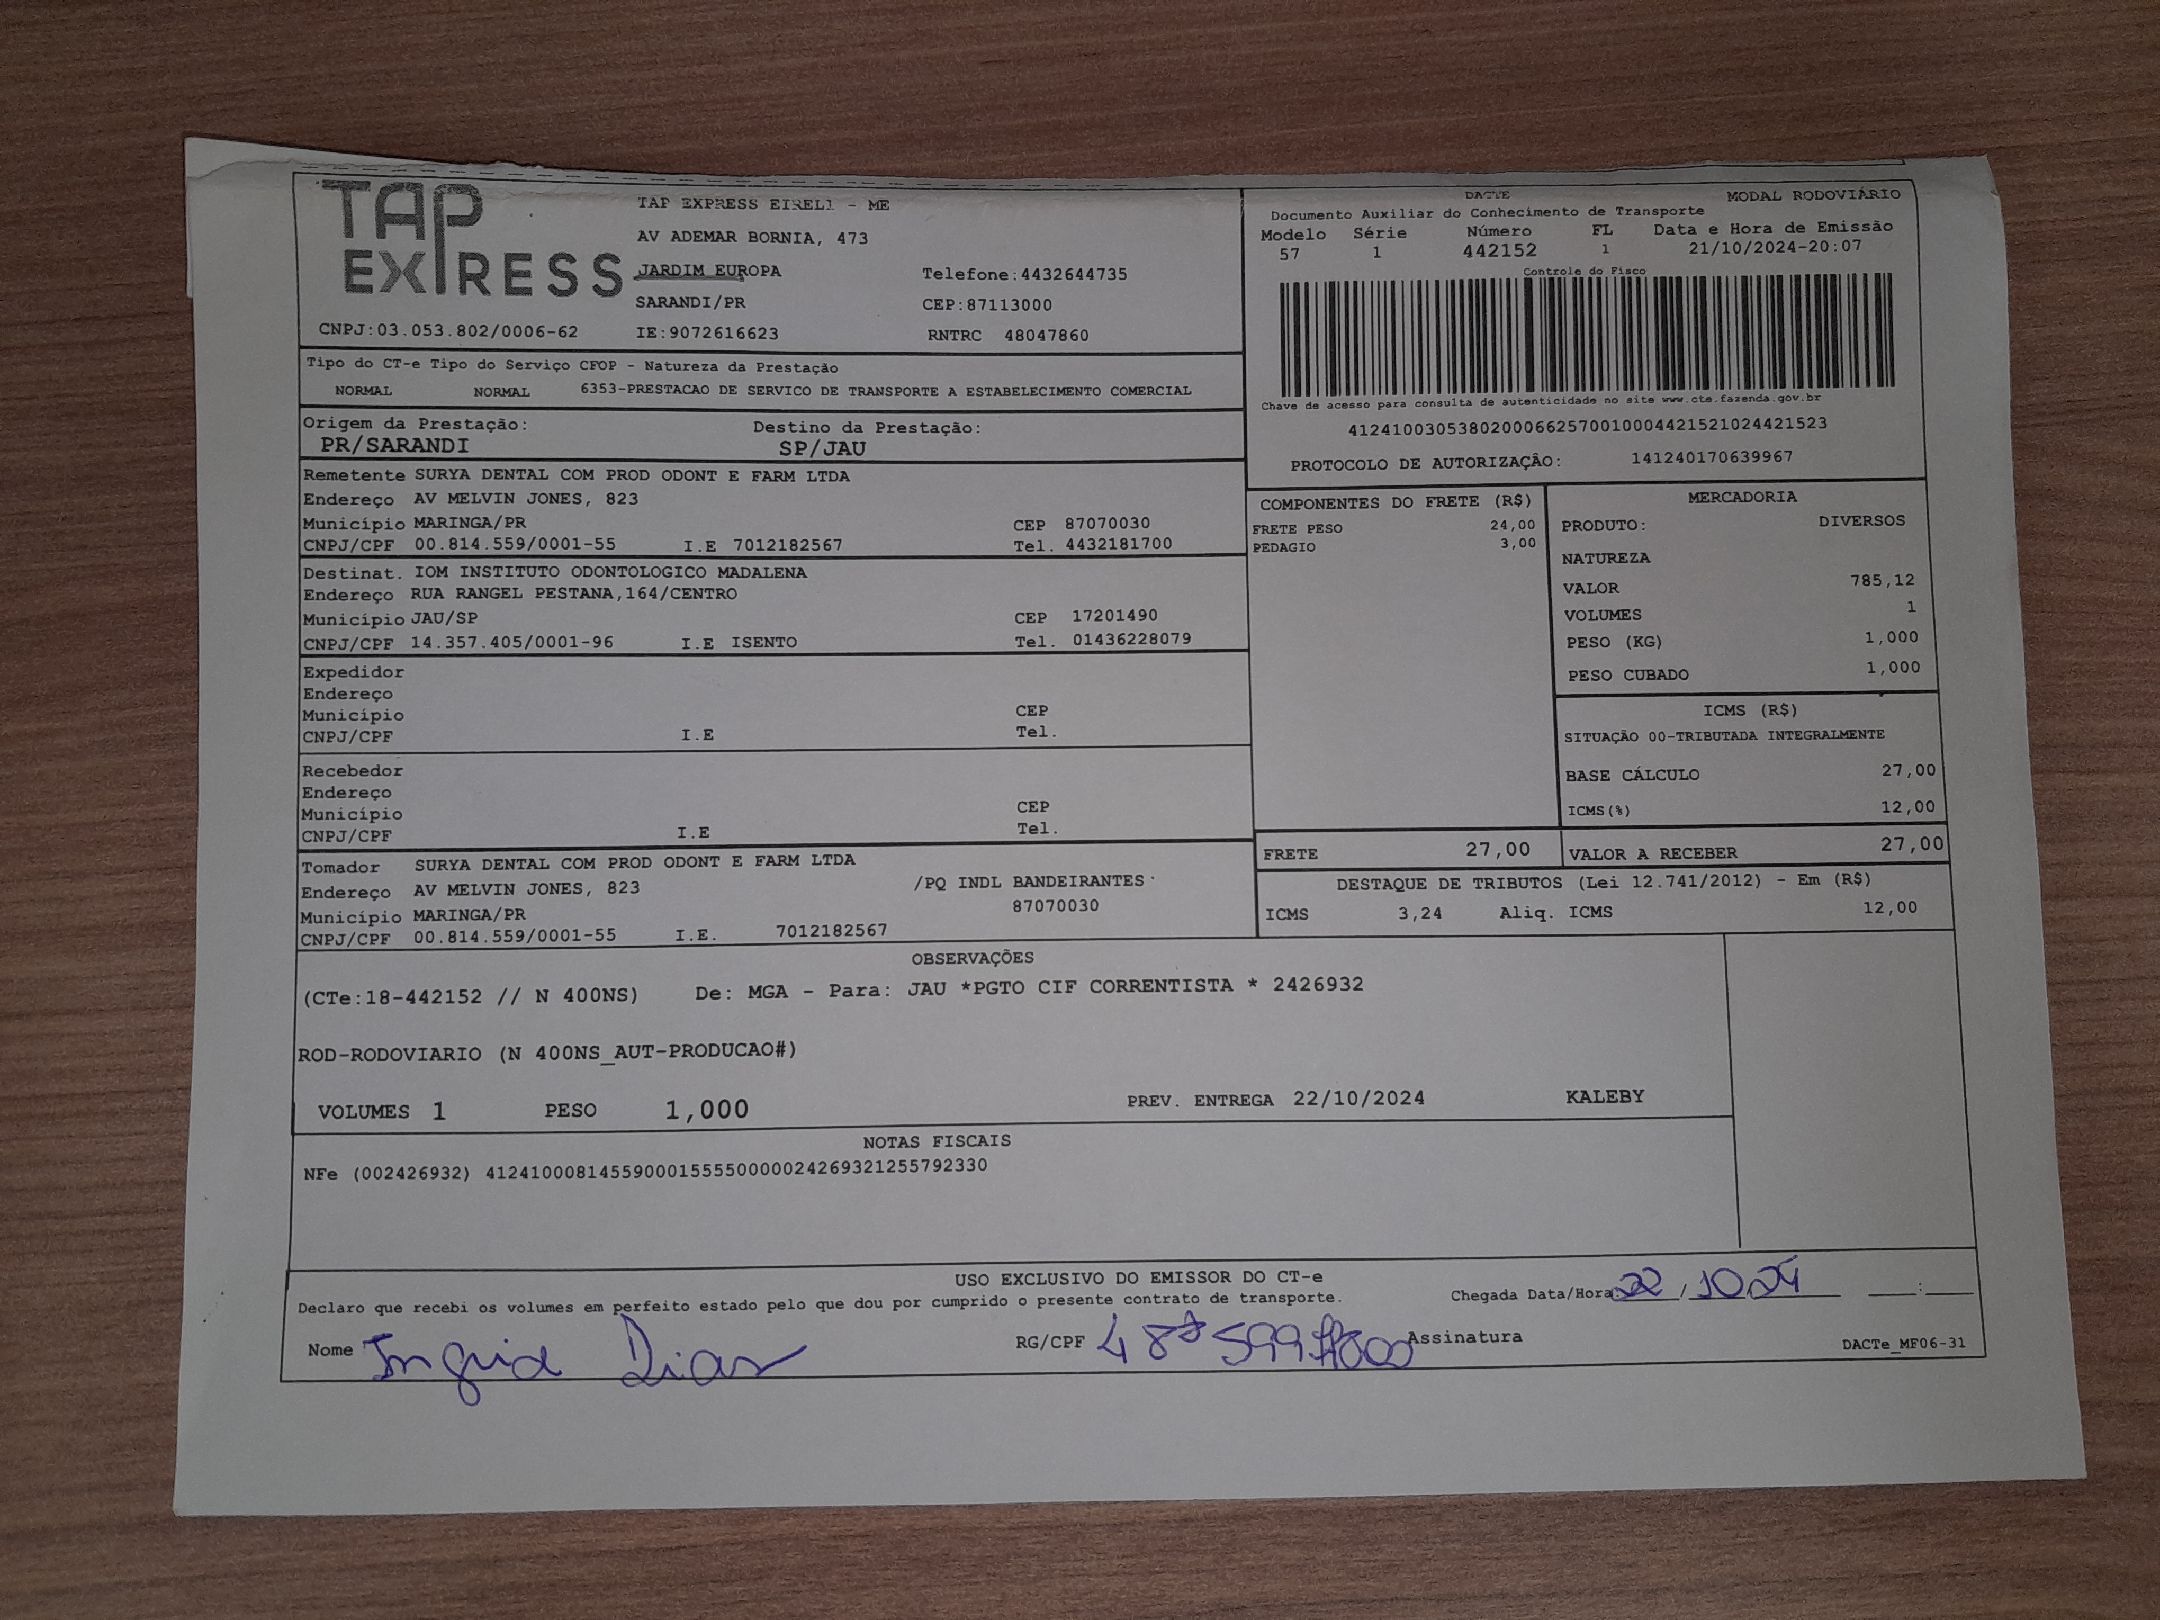 TAP EXPRESS
TAP EXPRESS EIRELI - ME
AV ADEMAR BORNIA, 473
JARDIM EUROPA Telefone:4432644735
SARANDI/PR CEP:87113000
CNPJ:03.053.802/0006-62 IE:9072616623 RNTRC 48047860
DACTE MODAL RODOVIÁRIO
Documento Auxiliar do Conhecimento de Transporte
Modelo Série Número FL Data e Hora de Emissão
57 1 442152 1 21/10/2024-20:07
Controle do Fisco
Chave de acesso para consulta de autenticidade no site www.cte.fazenda.gov.br
41241003053802000662570010004421521024421523
PROTOCOLO DE AUTORIZAÇÃO: 141240170639967
Tipo do CT-e Tipo do Serviço CFOP - Natureza da Prestação
NORMAL NORMAL 6353-PRESTACAO DE SERVICO DE TRANSPORTE A ESTABELECIMENTO COMERCIAL
Origem da Prestação: Destino da Prestação:
PR/SARANDI SP/JAU
Remetente SURYA DENTAL COM PROD ODONT E FARM LTDA
Endereço AV MELVIN JONES, 823
Município MARINGA/PR CEP 87070030
CNPJ/CPF 00.814.559/0001-55 I.E 7012182567 Tel. 4432181700
Destinat. IOM INSTITUTO ODONTOLOGICO MADALENA
Endereço RUA RANGEL PESTANA,164/CENTRO
Município JAU/SP CEP 17201490
CNPJ/CPF 14.357.405/0001-96 I.E ISENTO Tel. 01436228079
Expedidor
Endereço
Município CEP
CNPJ/CPF I.E Tel.
Recebedor
Endereço
Município CEP
CNPJ/CPF I.E Tel.
Tomador SURYA DENTAL COM PROD ODONT E FARM LTDA
Endereço AV MELVIN JONES, 823 /PQ INDL BANDEIRANTES
Município MARINGA/PR 87070030
CNPJ/CPF 00.814.559/0001-55 I.E. 7012182567
COMPONENTES DO FRETE (R$)
FRETE PESO 24,00
PEDAGIO 3,00
MERCADORIA
PRODUTO: DIVERSOS
NATUREZA
VALOR 785,12
VOLUMES 1
PESO (KG) 1,000
PESO CUBADO 1,000
ICMS (R$)
SITUAÇÃO 00-TRIBUTADA INTEGRALMENTE
BASE CÁLCULO 27,00
ICMS(%) 12,00
FRETE 27,00 VALOR A RECEBER 27,00
DESTAQUE DE TRIBUTOS (Lei 12.741/2012) - Em (R$)
ICMS 3,24 Aliq. ICMS 12,00
OBSERVAÇÕES
(CTe:18-442152 // N 400NS) De: MGA - Para: JAU *PGTO CIF CORRENTISTA * 2426932
ROD-RODOVIARIO (N 400NS_AUT-PRODUCAO#)
VOLUMES 1 PESO 1,000 PREV. ENTREGA 22/10/2024 KALEBY
NOTAS FISCAIS
NFe (002426932) 41241000814559000155550000024269321255792330
USO EXCLUSIVO DO EMISSOR DO CT-e
Declaro que recebi os volumes em perfeito estado pelo que dou por cumprido o presente contrato de transporte. Chegada Data/Hora: 22/10 24
Nome Ingrid Dias RG/CPF Assinatura DACTe_MF06-31